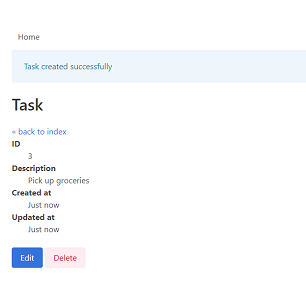 Home
Task created successfully
Task
« back to index
ID
3
Description
Pick up groceries
Created at
Just now
Updated at
Just now
Edit Delete